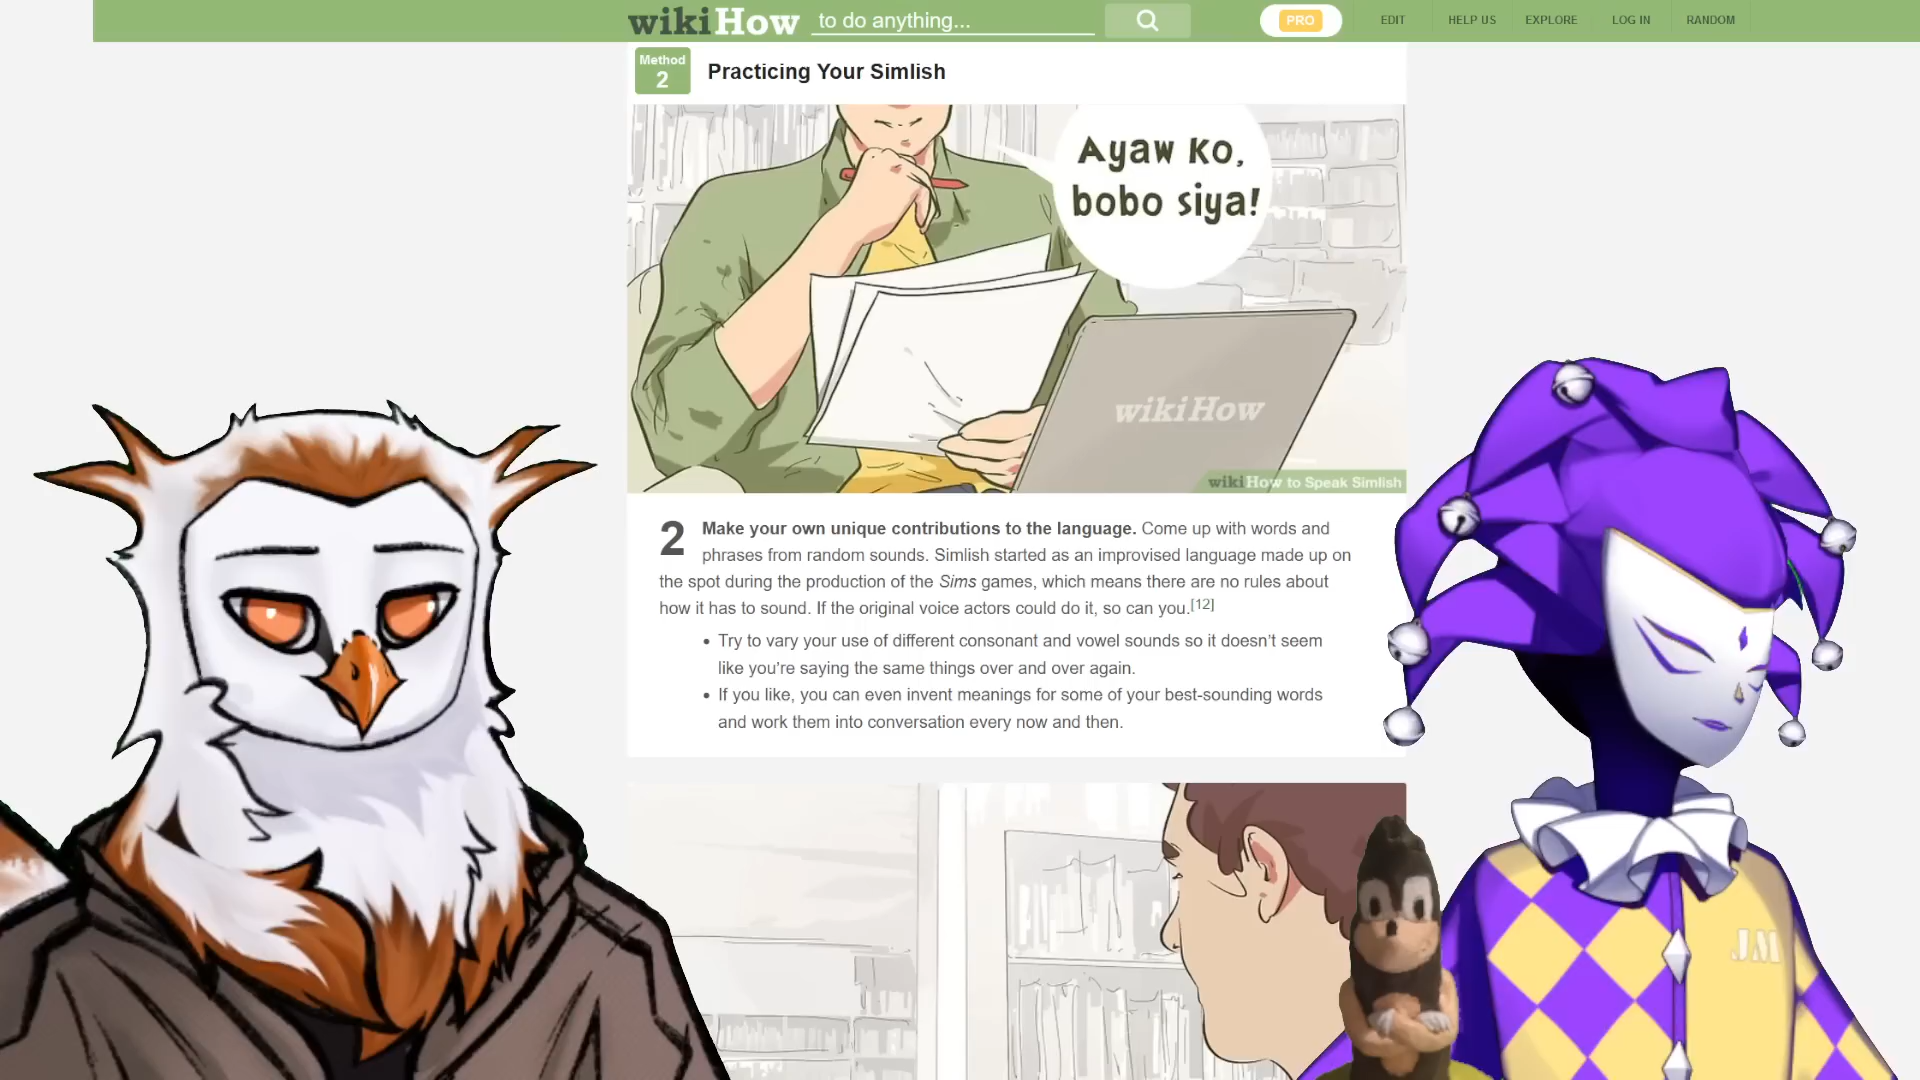 wikiHow to do anything...
PRO
EDIT
HELP US
EXPLORE
LOG IN
RANDOM
Method
2
Practicing Your Simlish
Ayaw ko,
bobo siya!
wikiHow
wikiHow to Speak Simlish
2 Make your own unique contributions to the language. Come up with words and
phrases from random sounds. Simlish started as an improvised language made up on
the spot during the production of the Sims games, which means there are no rules about
how it has to sound. If the original voice actors could do it, so can you.[12]
• Try to vary your use of different consonant and vowel sounds so it doesn’t seem
like you’re saying the same things over and over again.
• If you like, you can even invent meanings for some of your best-sounding words
and work them into conversation every now and then.
JM